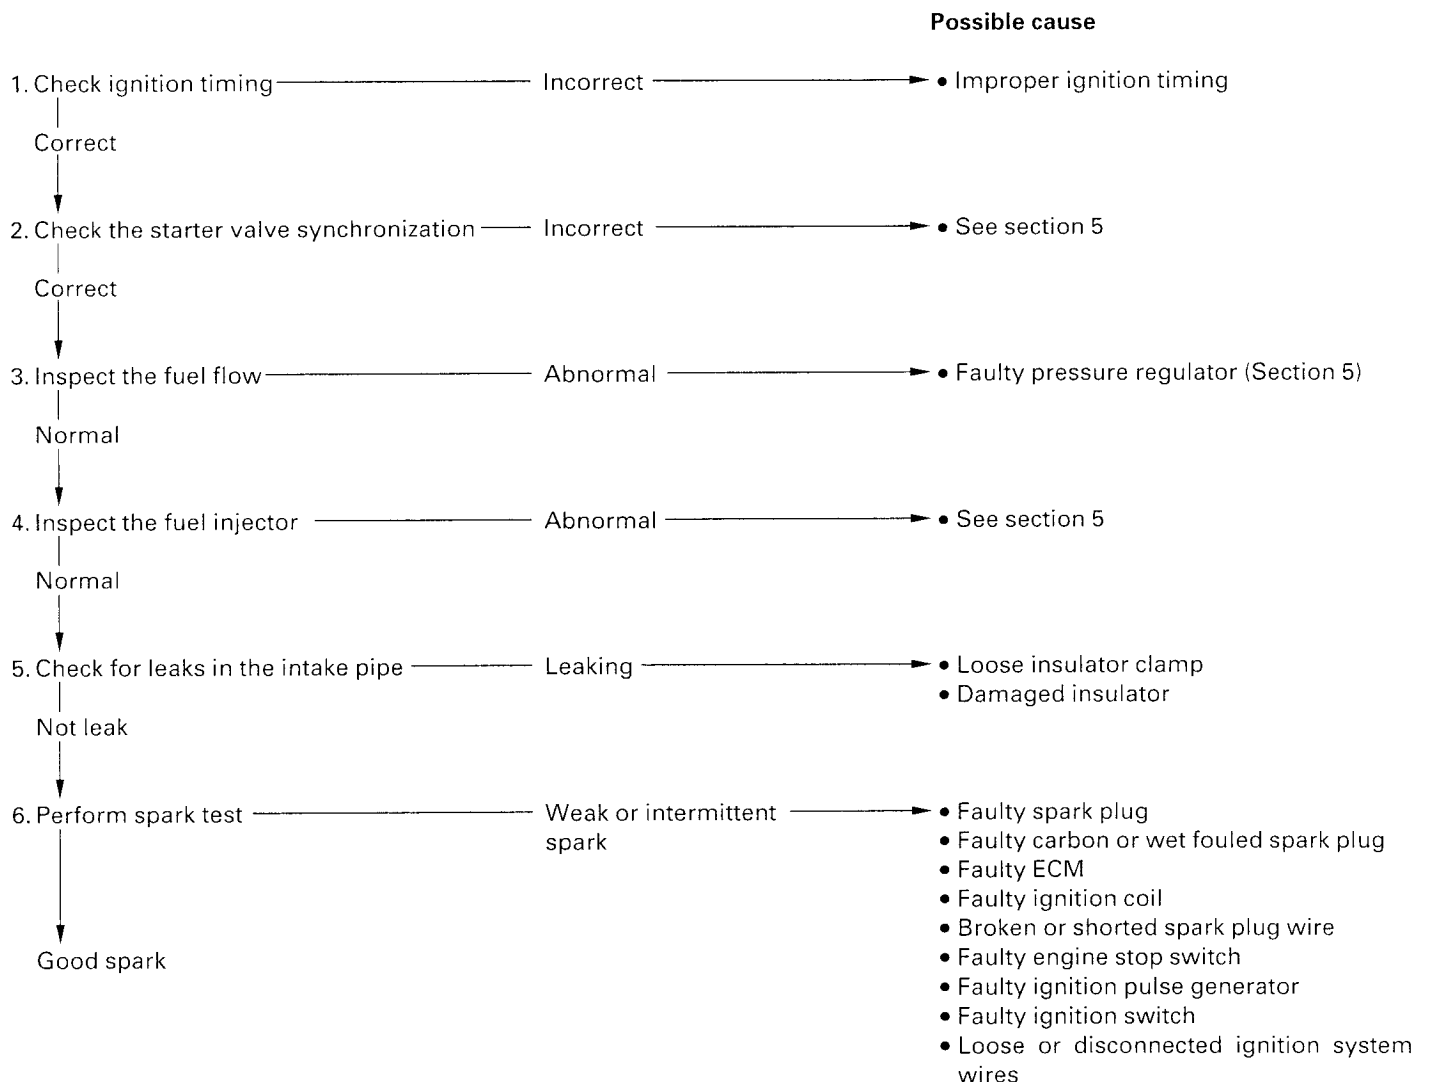 Possible cause
1. Check ignition timing Incorrect • Improper ignition timing
Correct
2. Check the starter valve synchronization Incorrect • See section 5
Correct
3. Inspect the fuel flow Abnormal • Faulty pressure regulator (Section 5)
Normal
4. Inspect the fuel injector Abnormal • See section 5
Normal
5. Check for leaks in the intake pipe Leaking • Loose insulator clamp
• Damaged insulator
Not leak
6. Perform spark test Weak or intermittent • Faulty spark plug
spark • Faulty carbon or wet fouled spark plug
• Faulty ECM
• Faulty ignition coil
• Broken or shorted spark plug wire
Good spark • Faulty engine stop switch
• Faulty ignition pulse generator
• Faulty ignition switch
• Loose or disconnected ignition system
wires